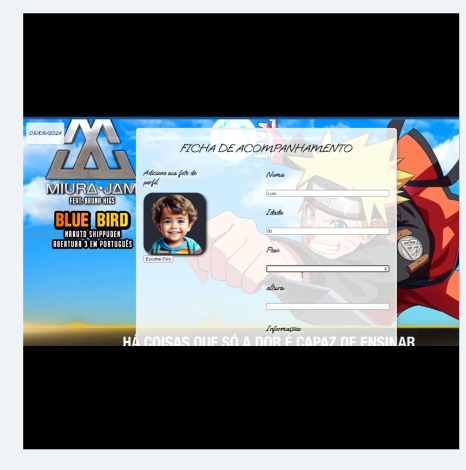 05/09/2024
FICHA DE ACOMPANHAMENTO
Adicione sua foto de
perfil
Escolher Foto
Nome:
Idade:
Peso:
altura:
Informações:
MIURA JAM
FEAT. BRUNA HIGS
BLUE BIRD
NARUTO SHIPPUDEN
ABERTURA 3 EM PORTUGUÊS
HÁ COISAS QUE SÓ A DOR É CAPAZ DE ENSINAR